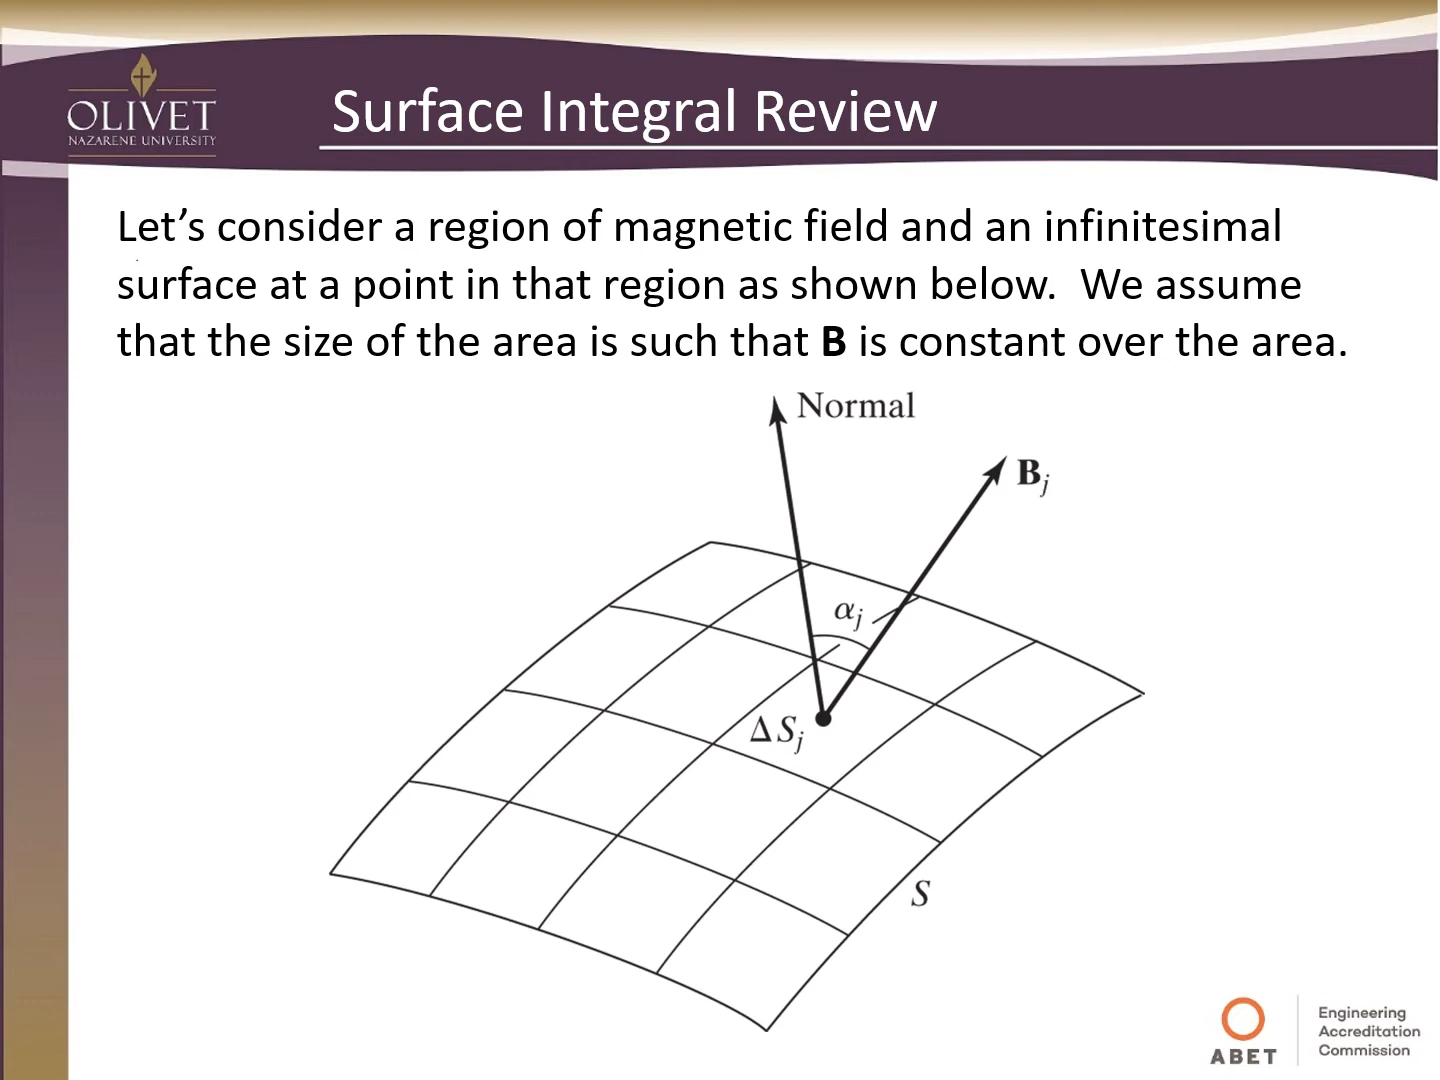 OLIVET
NAZARENE UNIVERSITY
Surface Integral Review
Let’s consider a region of magnetic field and an infinitesimal
surface at a point in that region as shown below.  We assume
that the size of the area is such that B is constant over the area.
Normal
Bj
αj
ΔSj
S
ABET
Engineering
Accreditation
Commission